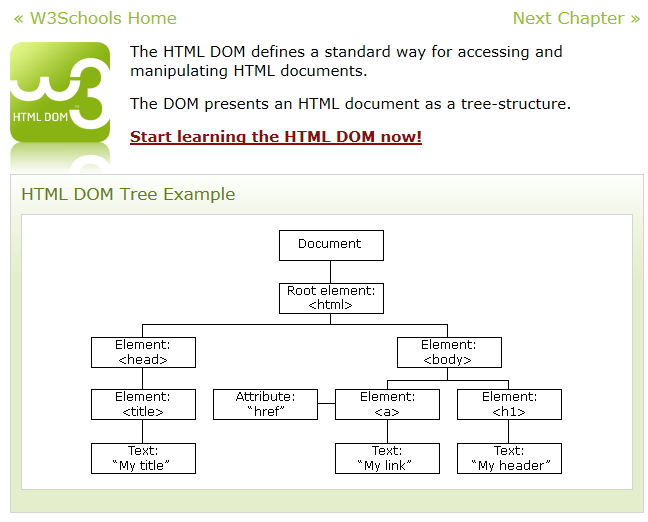 « W3Schools Home
Next Chapter »
w3
HTML DOM
The HTML DOM defines a standard way for accessing and
manipulating HTML documents.
The DOM presents an HTML document as a tree-structure.
Start learning the HTML DOM now!
HTML DOM Tree Example
Document
Root element:
<html>
Element:
<head>
Element:
<body>
Element:
<title>
Attribute:
“href”
Element:
<a>
Element:
<h1>
Text:
“My title”
Text:
“My link”
Text:
“My header”